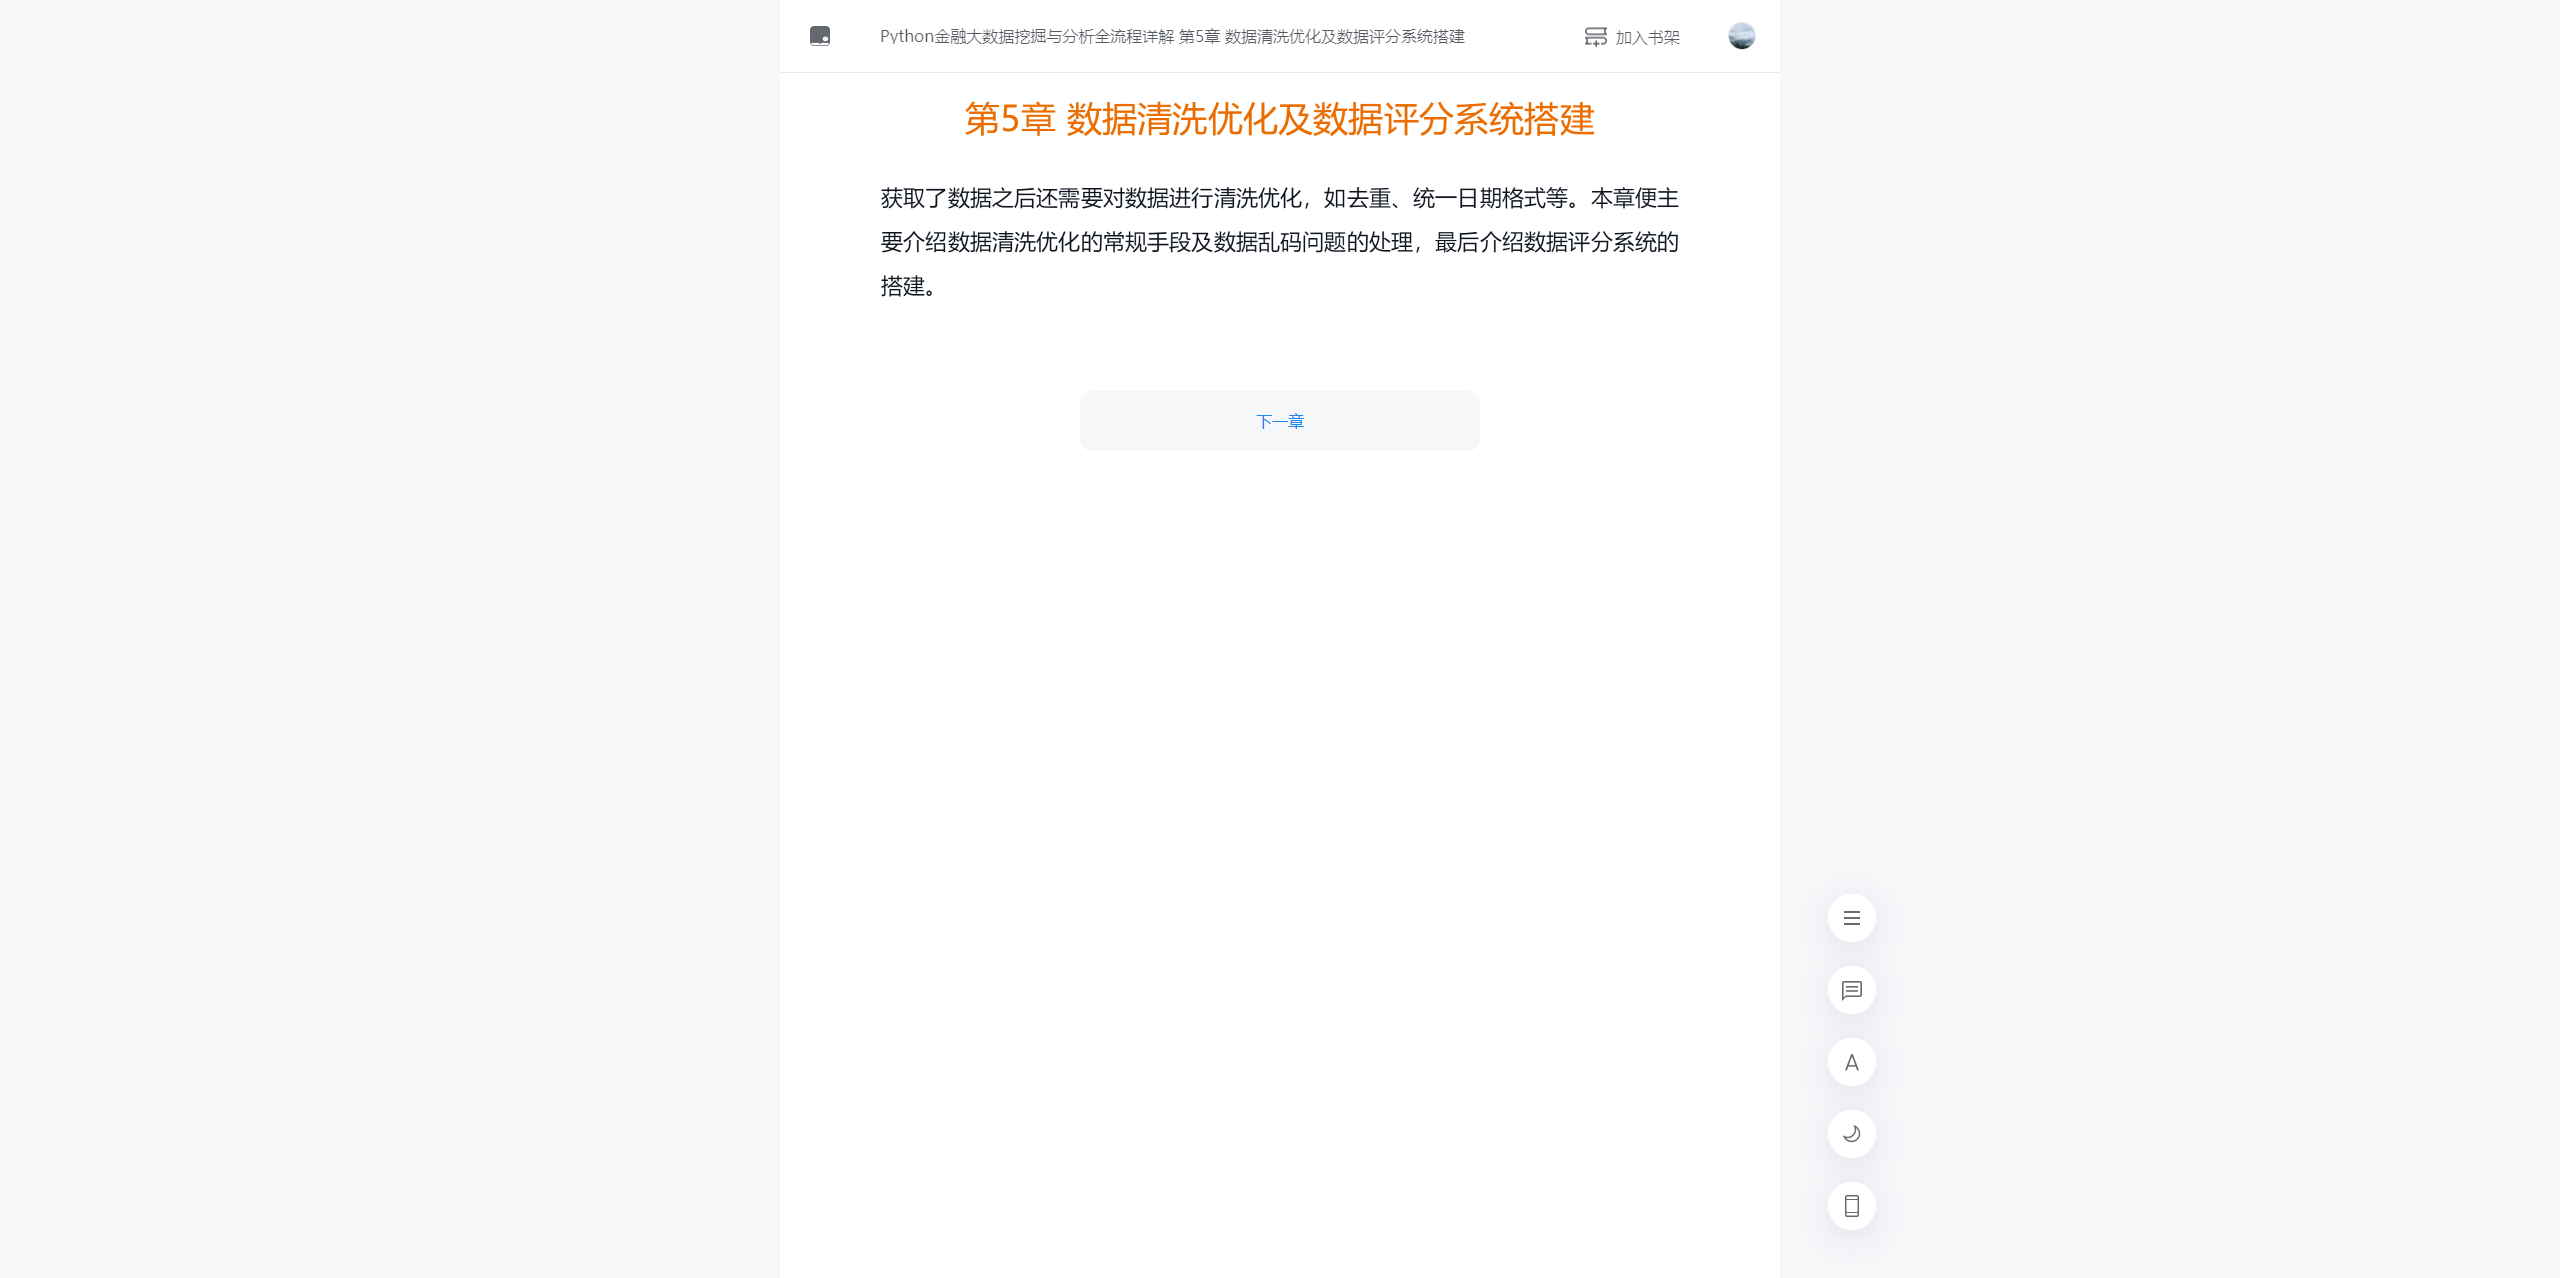 Python金融大数据挖掘与分析全流程详解 第5章 数据清洗优化及数据评分系统搭建
加入书架
第5章 数据清洗优化及数据评分系统搭建
获取了数据之后还需要对数据进行清洗优化，如去重、统一日期格式等。本章便主
要介绍数据清洗优化的常规手段及数据乱码问题的处理，最后介绍数据评分系统的
搭建。
下一章
A